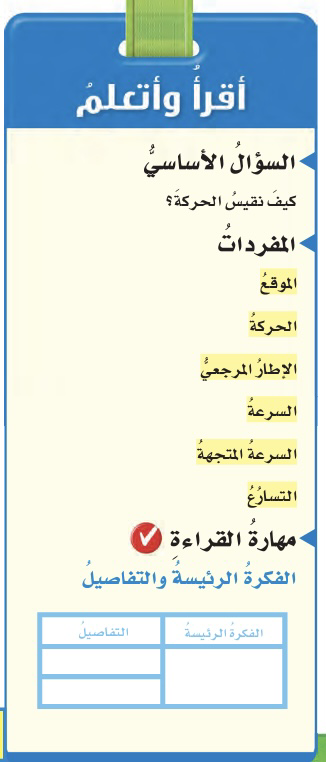 أقرأُ وأتعلمُ
السؤالُ الأساسيُّ
كيفَ نقيسُ الحركةَ؟
المفرداتُ
الموقعُ
الحركةُ
الإطارُ المرجعيُّ
السرعةُ
السرعةُ المتجهةُ
التسارُعُ
مهارةُ القراءةِ
الفكرةُ الرئيسةُ والتفاصيلُ
الفكرةُ الرئيسةُ
التفاصيلُ